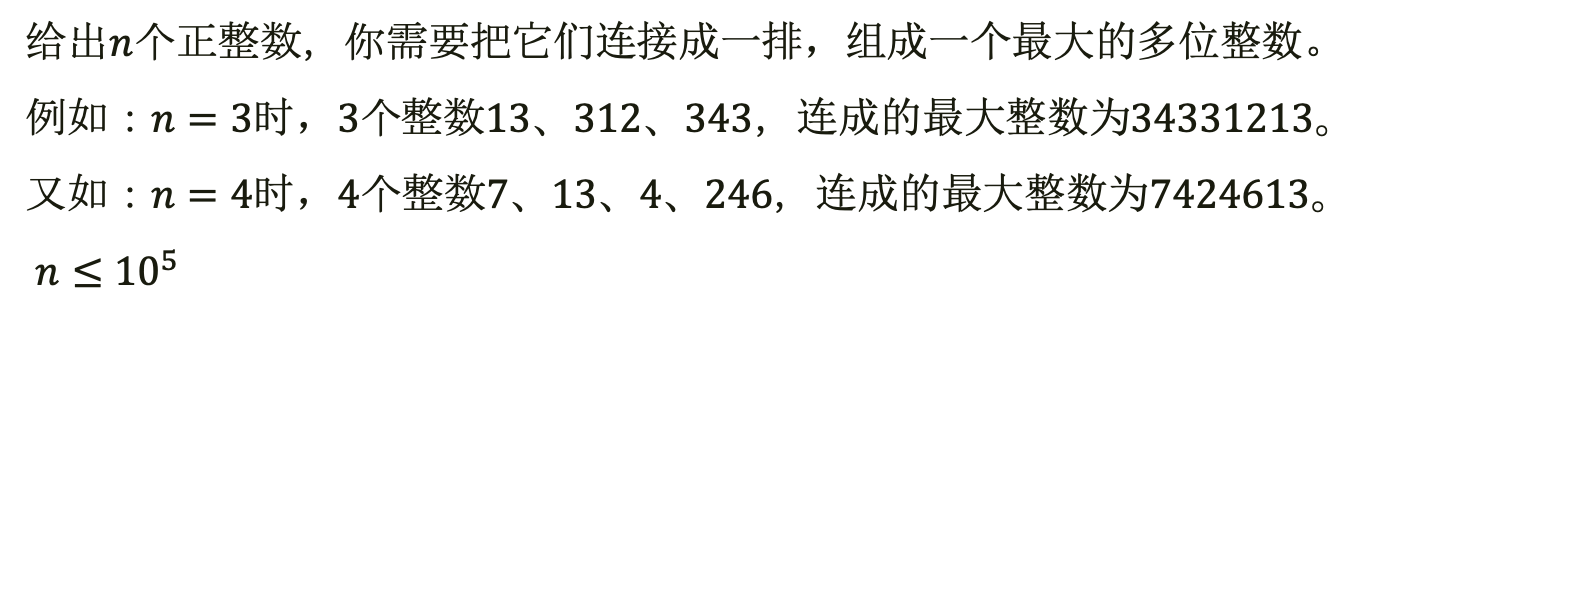 给出n个正整数，你需要把它们连接成一排，组成一个最大的多位整数。
例如：n = 3时，3个整数13、312、343，连成的最大整数为34331213。
又如：n = 4时，4个整数7、13、4、246，连成的最大整数为7424613。
n ≤ 10⁵